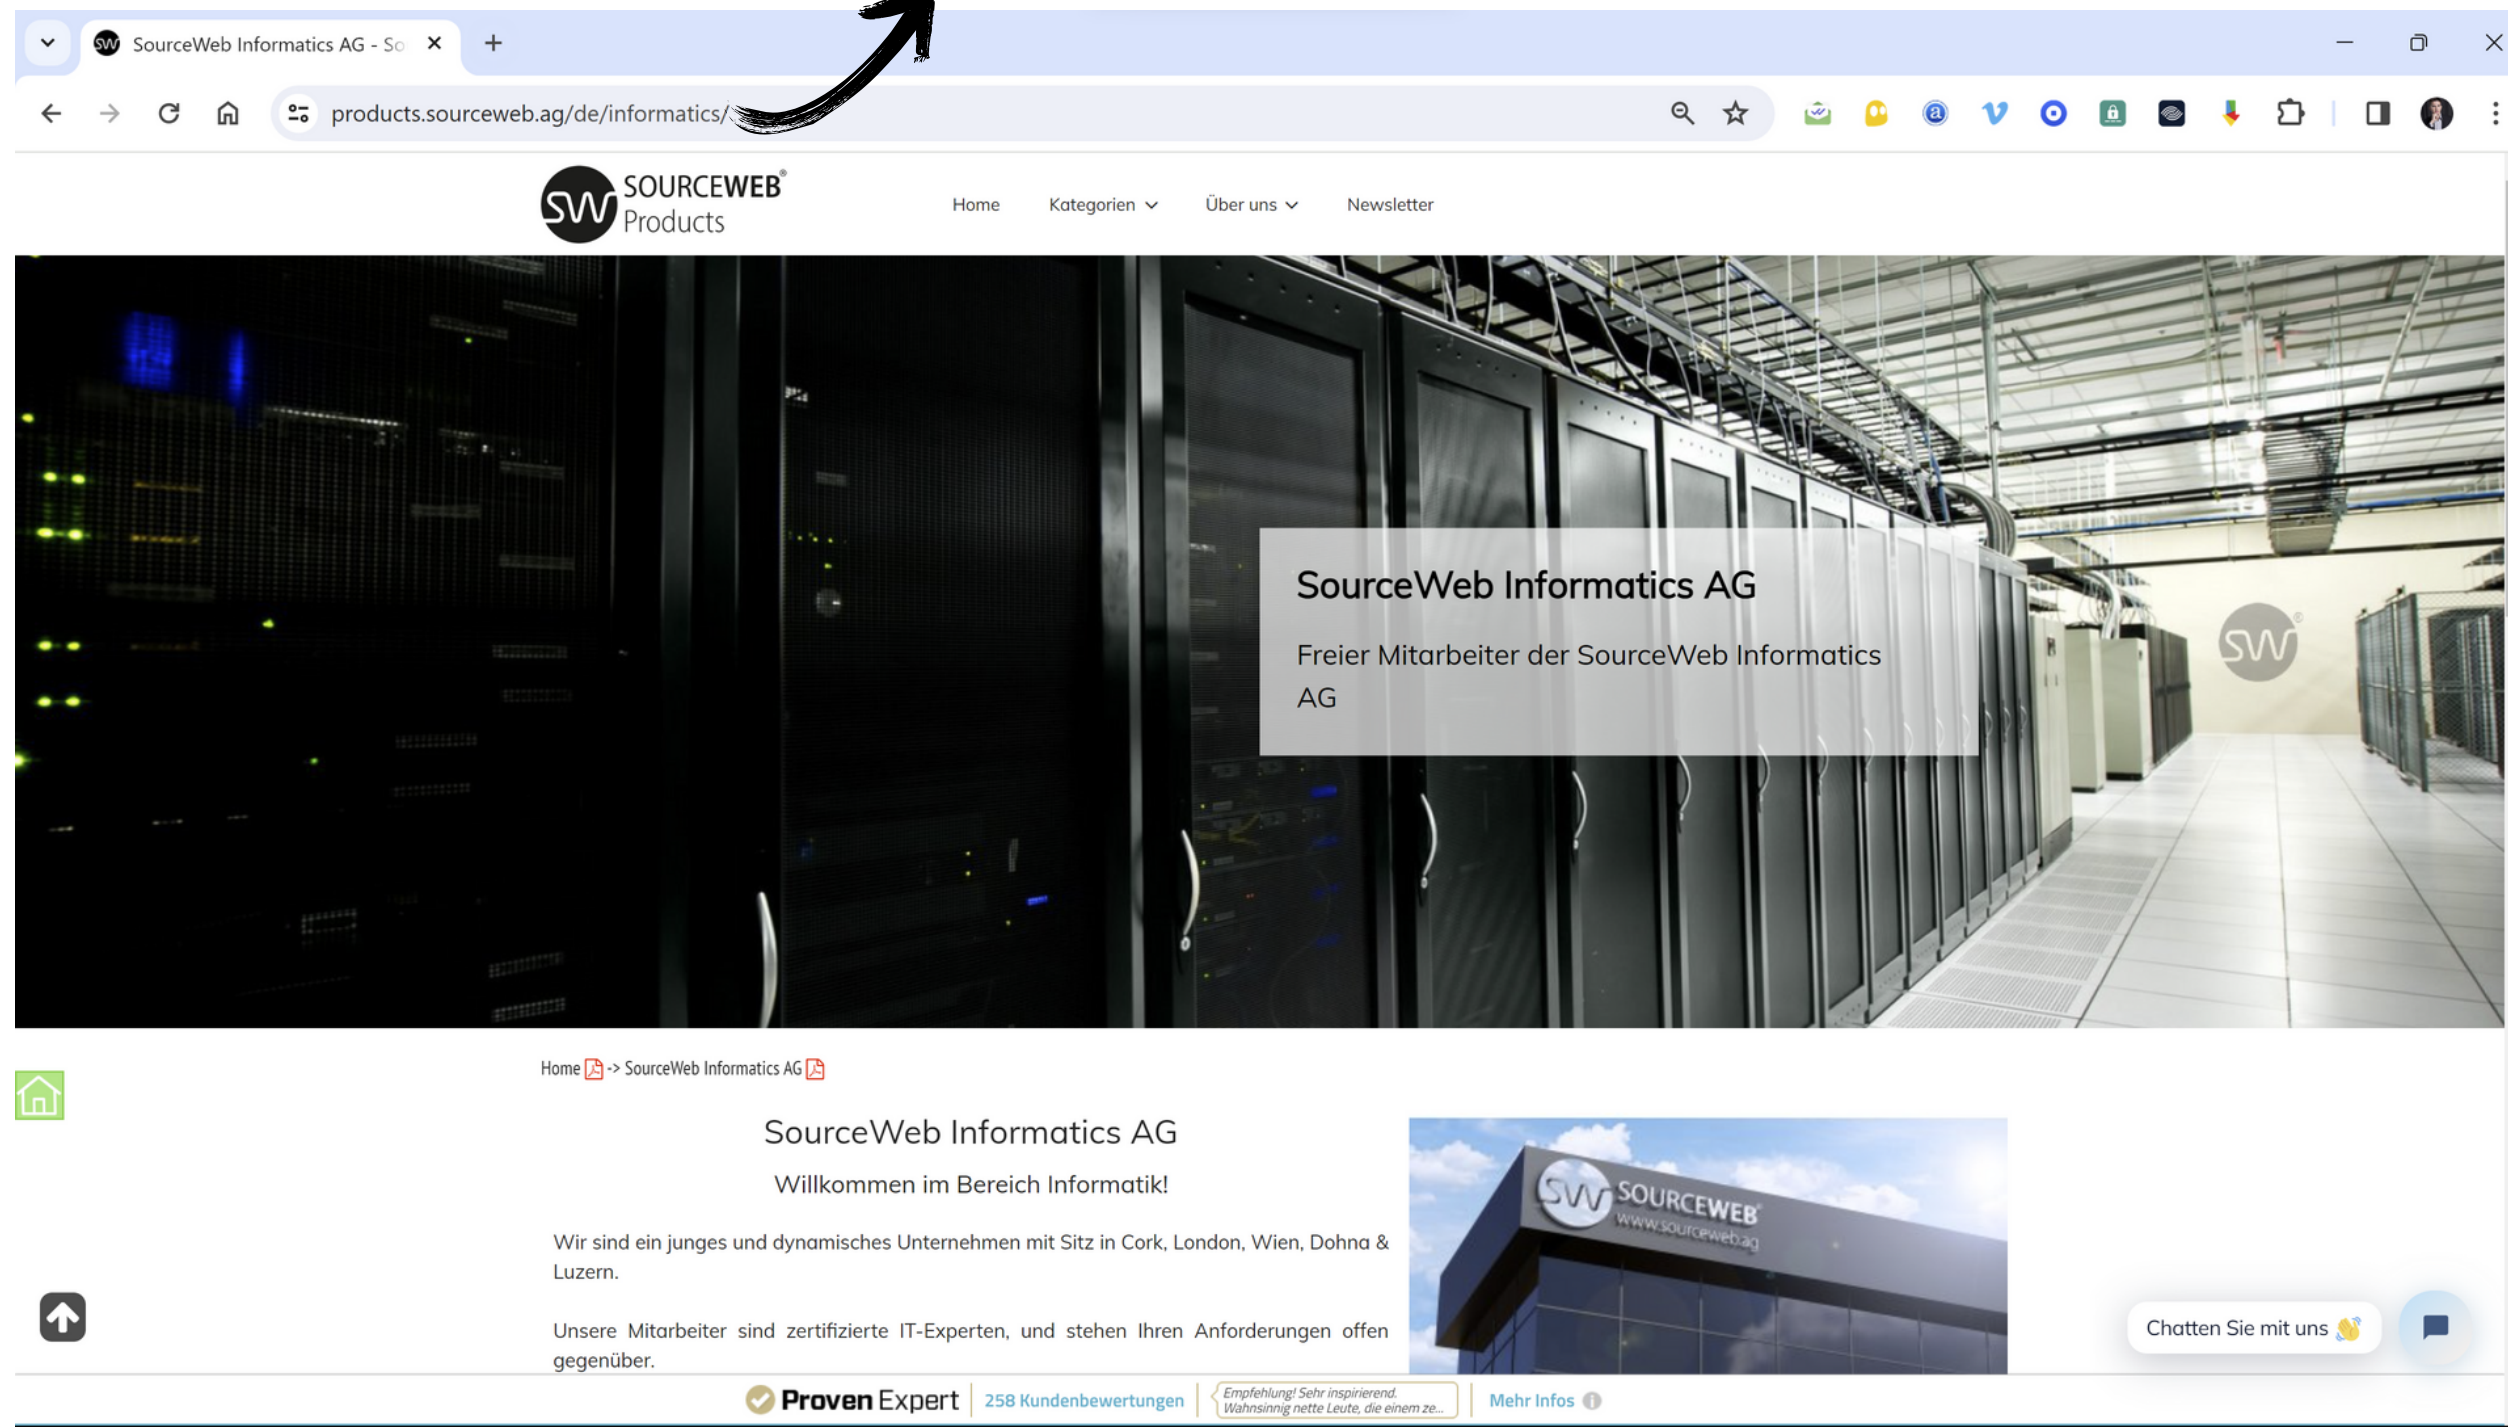 SourceWeb Informatics AG - So
products.sourceweb.ag/de/informatics/
SW SOURCEWEB®
Products
Home Kategorien Über uns Newsletter
SourceWeb Informatics AG
Freier Mitarbeiter der SourceWeb Informatics
AG
SW®
Home -> SourceWeb Informatics AG
SourceWeb Informatics AG
Willkommen im Bereich Informatik!
Wir sind ein junges und dynamisches Unternehmen mit Sitz in Cork, London, Wien, Dohna &
Luzern.
Unsere Mitarbeiter sind zertifizierte IT-Experten, und stehen Ihren Anforderungen offen
gegenüber.
SW SOURCEWEB®
www.sourceweb.ag
Chatten Sie mit uns 👋
Proven Expert 258 Kundenbewertungen Empfehlung! Sehr inspirierend.
Wahnsinnig nette Leute, die einem ze... Mehr Infos